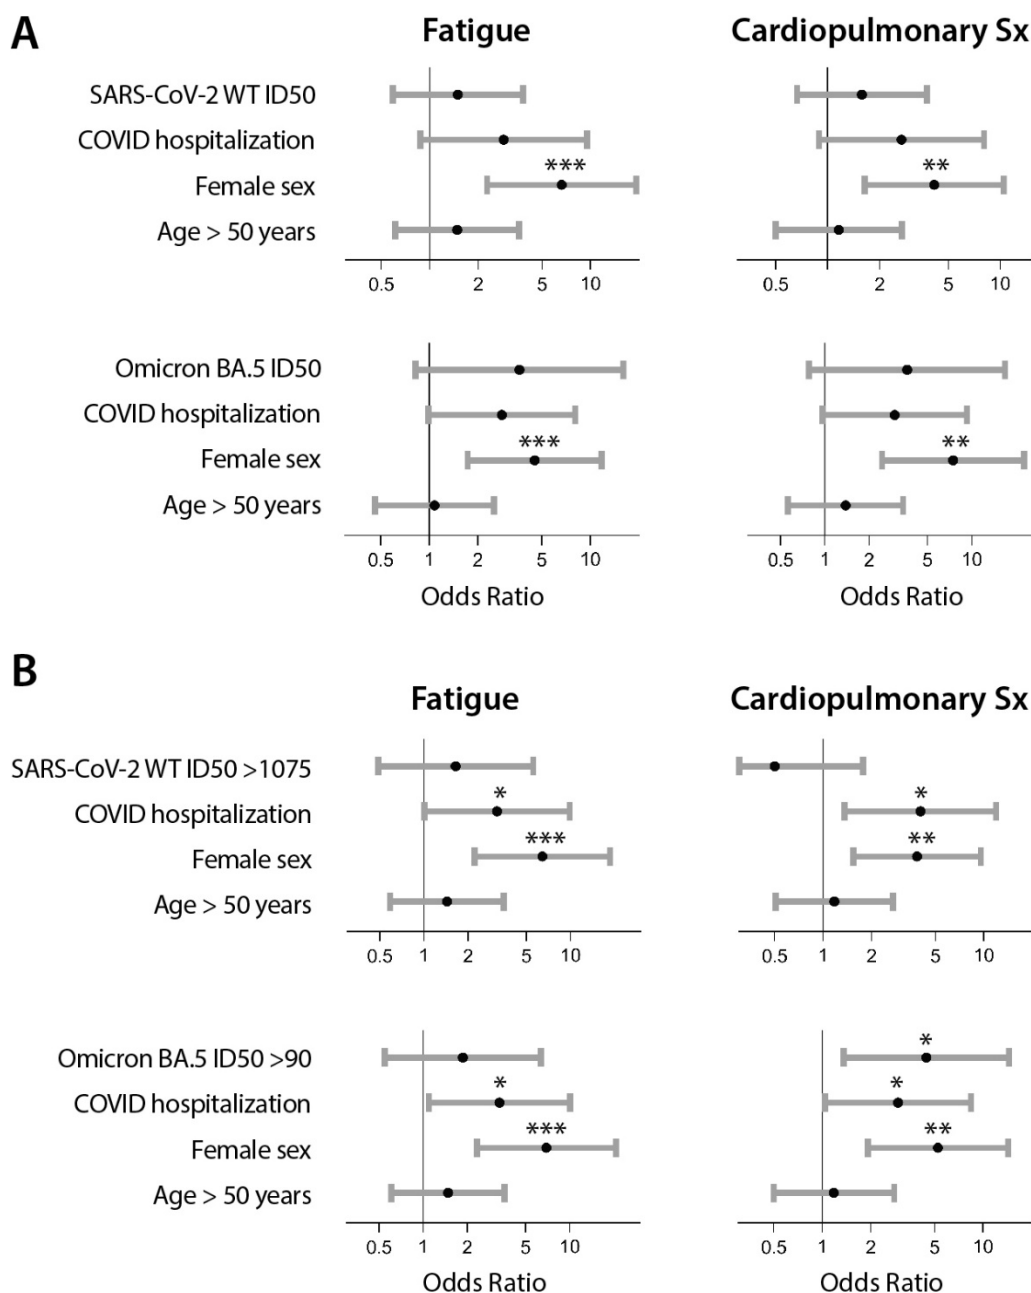 A
Fatigue Cardiopulmonary Sx
SARS-CoV-2 WT ID50
COVID hospitalization
*** **
Female sex
Age > 50 years
0.5 2 5 10 0.5 2 5 10
Omicron BA.5 ID50
COVID hospitalization
*** **
Female sex
Age > 50 years
0.5 1 2 5 10 0.5 1 2 5 10
Odds Ratio Odds Ratio
B
Fatigue Cardiopulmonary Sx
SARS-CoV-2 WT ID50 >1075
* *
COVID hospitalization
*** **
Female sex
Age > 50 years
0.5 1 2 5 10 0.5 1 2 5 10
*
Omicron BA.5 ID50 >90
* *
COVID hospitalization
*** **
Female sex
Age > 50 years
0.5 1 2 5 10 0.5 1 2 5 10
Odds Ratio Odds Ratio